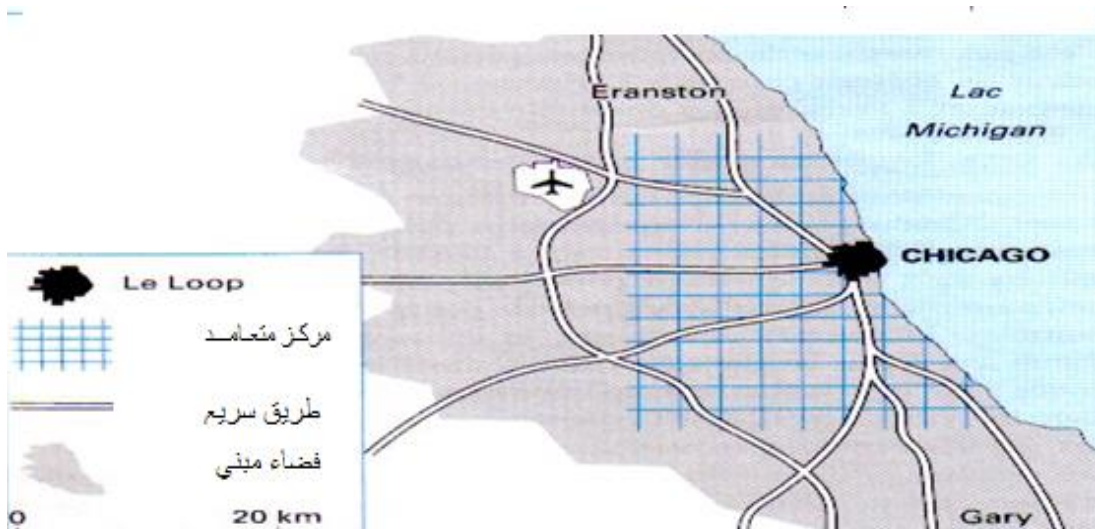 Eranston
Lac
Michigan
CHICAGO
Le Loop
مركز متعامد
طريق سريع
فضاء مبني
0
20 km
Gary